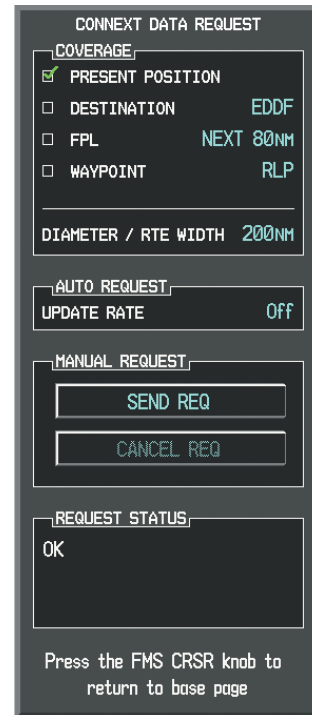 CONNEXT DATA REQUEST
COVERAGE
PRESENT POSITION
DESTINATION EDDF
FPL NEXT 80NM
WAYPOINT RLP
DIAMETER / RTE WIDTH 200NM
AUTO REQUEST
UPDATE RATE Off
MANUAL REQUEST
SEND REQ
CANCEL REQ
REQUEST STATUS
OK
Press the FMS CRSR knob to
return to base page